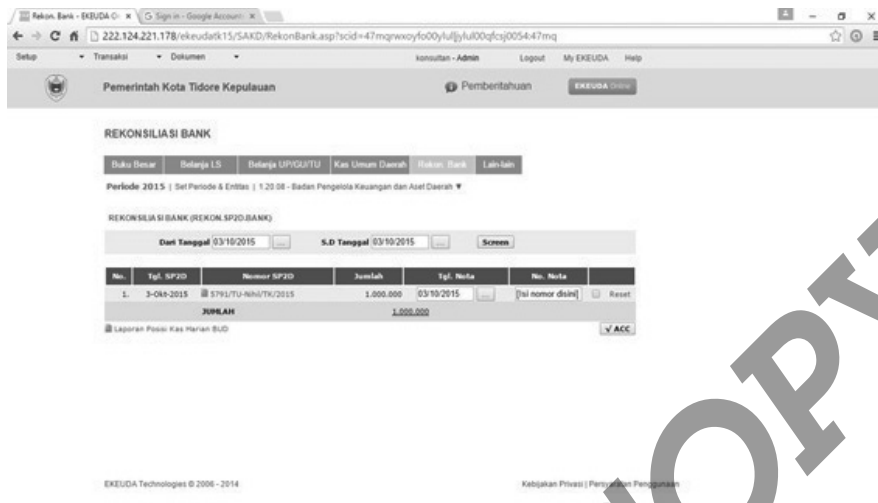 Rekon. Bank - EKEUDA O Sign in - Google Accounts
222.124.221.178/ekeudatk15/SAKD/RekonBank.asp?
Setup Transaksi Dokumen konsultan - Admin Logout My EKEUDA Help
Pemerintah Kota Tidore Kepulauan Pemberitahuan EKEUDA Online
REKONSILIASI BANK
Buku Besar Belanja LS Belanja UP/GU/TU Kas Umum Daerah Rekon. Bank Lain-lain
Periode 2015 | Set Periode & Entitas | 1.20.08 - Badan Pengelola Keuangan dan Aset Daerah ▼
REKONSILIASI BANK (REKON.SP2D.BANK)
Dari Tanggal 03/10/2015 ... S.D Tanggal 03/10/2015 ... Screen
No. Tgl. SP2D Nomor SP2D Jumlah Tgl. Nota No. Nota
1. 3-Okt-2015 5791/TU-Nihil/TK/2015 1.000.000 03/10/2015 ... [Isi nomor disini] Reset
JUMLAH 1.000.000
Laporan Posisi Kas Harian BUD √ ACC
EKEUDA Technologies © 2006 - 2014 Kebijakan Privasi | Persyaratan Penggunaan
OPY